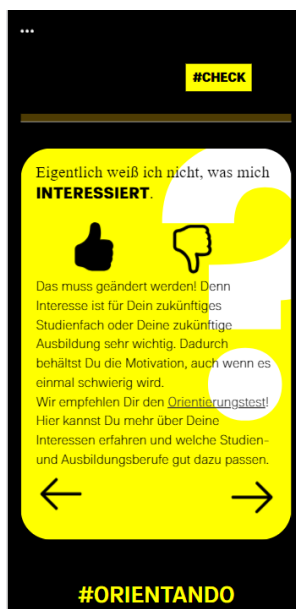 ...
#CHECK
Eigentlich weiß ich nicht, was mich
INTERESSIERT.
Das muss geändert werden! Denn
Interesse ist für Dein zukünftiges
Studienfach oder Deine zukünftige
Ausbildung sehr wichtig. Dadurch
behältst Du die Motivation, auch wenn es
einmal schwierig wird.
Wir empfehlen Dir den Orientierungstest!
Hier kannst Du mehr über Deine
Interessen erfahren und welche Studien-
und Ausbildungsberufe gut dazu passen.
#ORIENTANDO